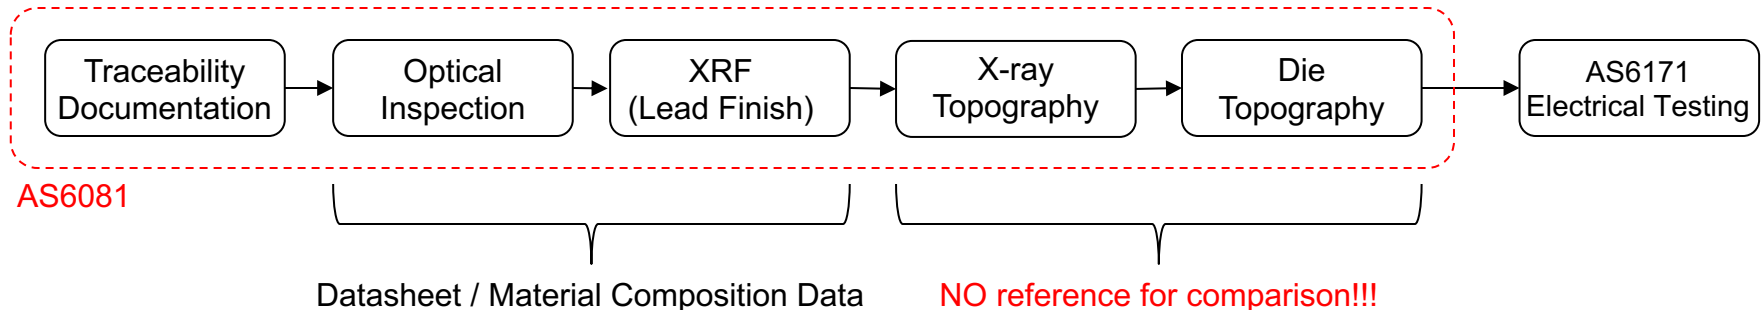 Traceability
Documentation
Optical
Inspection
XRF
(Lead Finish)
X-ray
Topography
Die
Topography
AS6171
Electrical Testing
AS6081
Datasheet / Material Composition Data
NO reference for comparison!!!